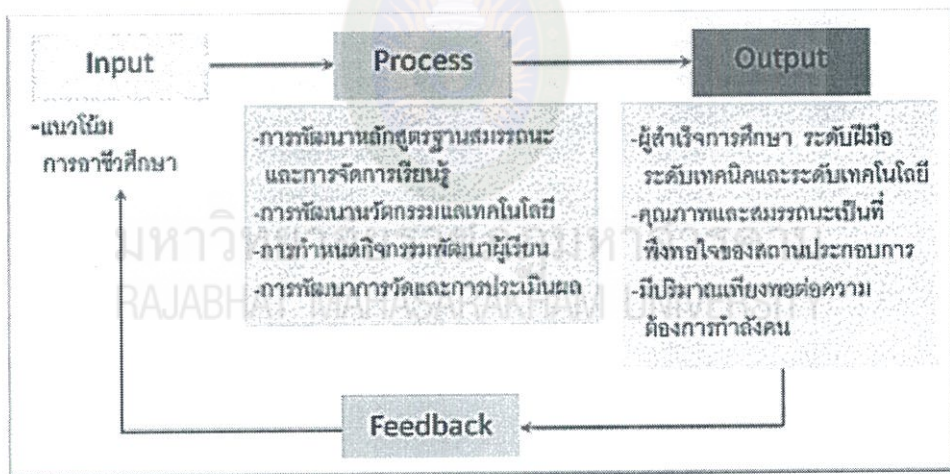 Input
Process
Output
-แนวโน้ม
การอาชีวศึกษา
-การพัฒนาหลักสูตรฐานสมรรถนะ
และการจัดการเรียนรู้
-การพัฒนานวัตกรรมแลเทคโนโลยี
-การกำหนดกิจกรรมพัฒนาผู้เรียน
-การพัฒนาการวัดและการประเมินผล
-ผู้สำเร็จการศึกษา ระดับฝีมือ
ระดับเทคนิคและระดับเทคโนโลยี
-คุณภาพและสมรรถนะเป็นที่
พึงพอใจของสถานประกอบการ
-มีปริมาณเพียงพอต่อความ
ต้องการกำลังคน
Feedback
RAJABHAT MAHASARAKHAM UNIVERSITY